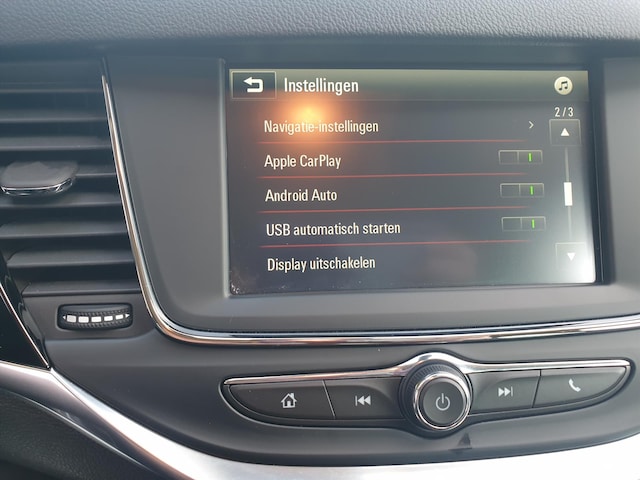 Instellingen
2 / 3
Navigatie-instellingen
Apple CarPlay
Android Auto
USB automatisch starten
Display uitschakelen